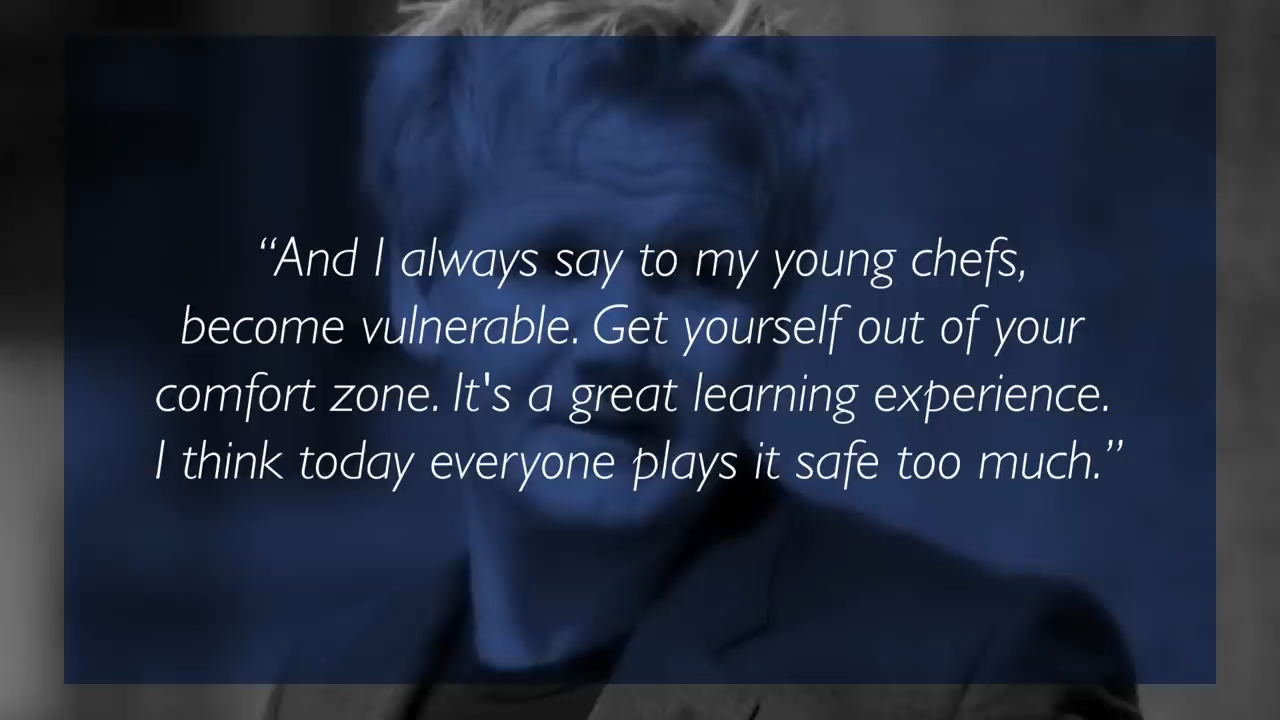 “And I always say to my young chefs,
become vulnerable. Get yourself out of your
comfort zone. It's a great learning experience.
I think today everyone plays it safe too much.”